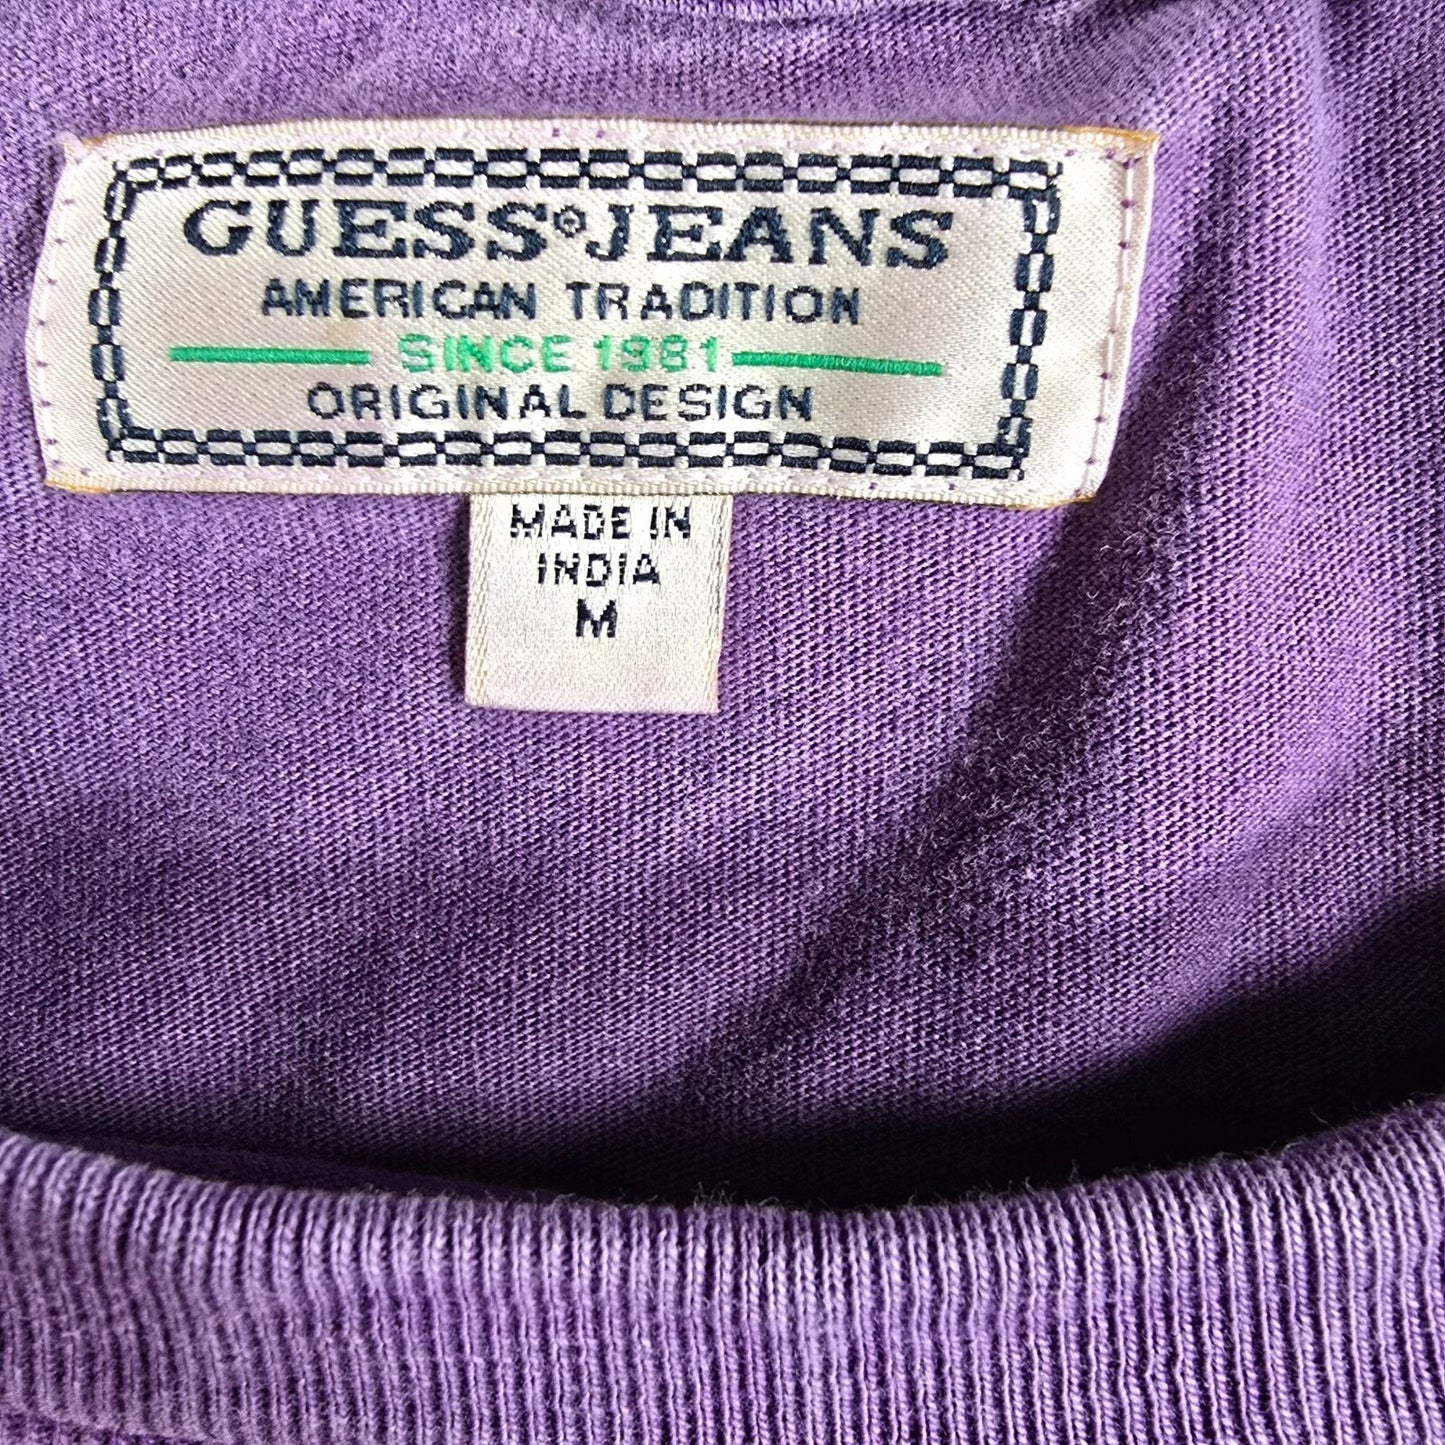 GUESS®JEANS
AMERICAN TRADITION
SINCE 1981
ORIGINAL DESIGN
MADE IN
INDIA
M